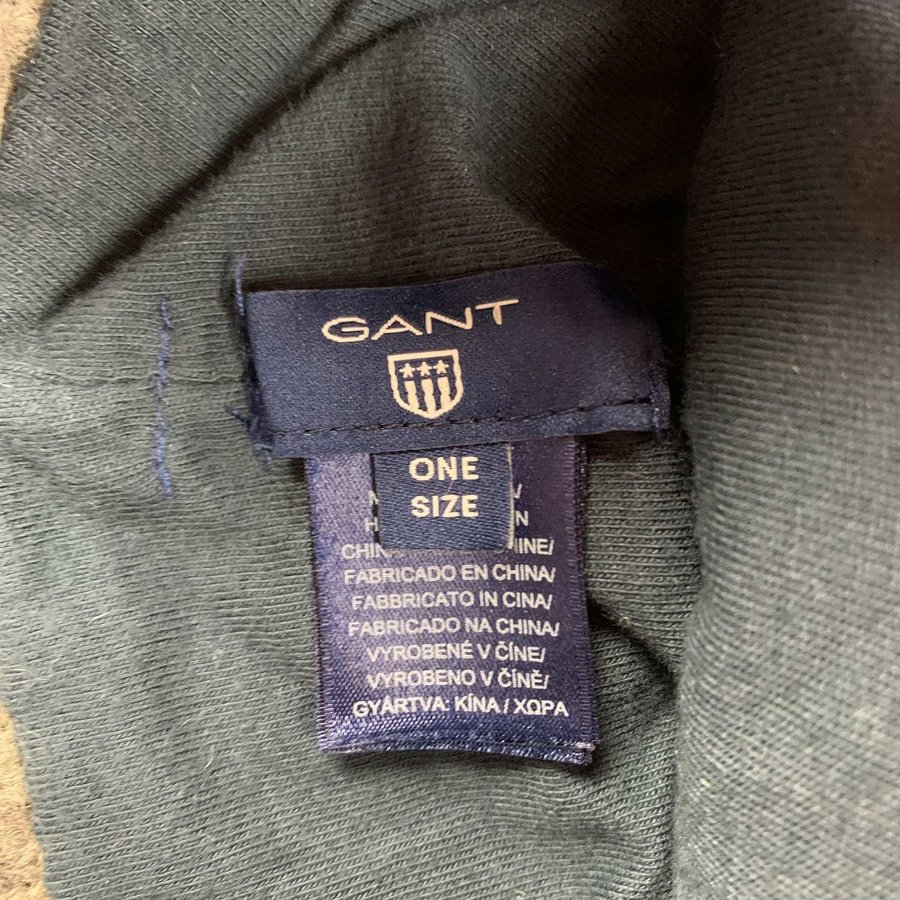 GANT
ONE
SIZE
FABRICADO EN CHINA/
FABBRICATO IN CINA/
FABRICADO NA CHINA/
VYROBENÉ V ČÍNE/
VYROBENO V ČÍNĚ/
GYÁRTVA: KÍNA / ΧΩΡΑ